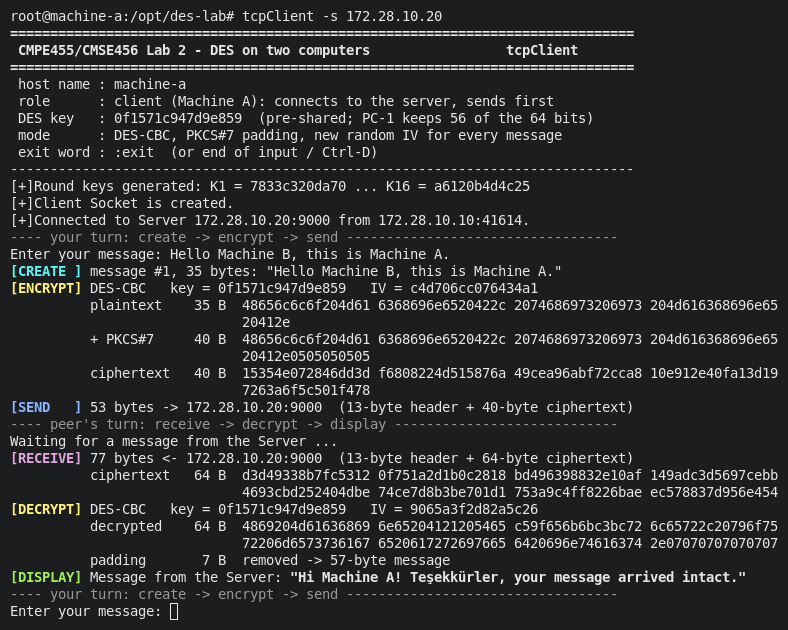 root@machine-a:/opt/des-lab# tcpClient -s 172.28.10.20
==============================================================================
 CMPE455/CMSE456 Lab 2 - DES on two computers                 tcpClient
==============================================================================
 host name : machine-a
 role      : client (Machine A): connects to the server, sends first
 DES key   : 0f1571c947d9e859  (pre-shared; PC-1 keeps 56 of the 64 bits)
 mode      : DES-CBC, PKCS#7 padding, new random IV for every message
 exit word : :exit  (or end of input / Ctrl-D)
------------------------------------------------------------------------------
[+]Round keys generated: K1 = 7833c320da70 ... K16 = a6120b4d4c25
[+]Client Socket is created.
[+]Connected to Server 172.28.10.20:9000 from 172.28.10.10:41614.
---- your turn: create -> encrypt -> send ----------------------------------
Enter your message: Hello Machine B, this is Machine A.
[CREATE ] message #1, 35 bytes: "Hello Machine B, this is Machine A."
[ENCRYPT] DES-CBC   key = 0f1571c947d9e859   IV = c4d706cc076434a1
          plaintext   35 B  48656c6c6f204d61 6368696e6520422c 2074686973206973 204d616368696e65
                             20412e
          + PKCS#7    40 B  48656c6c6f204d61 6368696e6520422c 2074686973206973 204d616368696e65
                             20412e0505050505
          ciphertext  40 B  15354e072846dd3d f6808224d515876a 49cea96abf72cca8 10e912e40fa13d19
                             7263a6f5c501f478
[SEND   ] 53 bytes -> 172.28.10.20:9000  (13-byte header + 40-byte ciphertext)
---- peer's turn: receive -> decrypt -> display ----------------------------
Waiting for a message from the Server ...
[RECEIVE] 77 bytes <- 172.28.10.20:9000  (13-byte header + 64-byte ciphertext)
          ciphertext  64 B  d3d49338b7fc5312 0f751a2d1b0c2818 bd496398832e10af 149adc3d5697cebb
                             4693cbd252404dbe 74ce7d8b3be701d1 753a9c4ff8226bae ec578837d956e454
[DECRYPT] DES-CBC   key = 0f1571c947d9e859   IV = 9065a3f2d82a5c26
          decrypted   64 B  4869204d61636869 6e65204121205465 c59f656b6bc3bc72 6c65722c20796f75
                             72206d6573736167 6520617272697665 6420696e74616374 2e07070707070707
          padding      7 B  removed -> 57-byte message
[DISPLAY] Message from the Server: "Hi Machine A! Teşekkürler, your message arrived intact."
---- your turn: create -> encrypt -> send ----------------------------------
Enter your message: